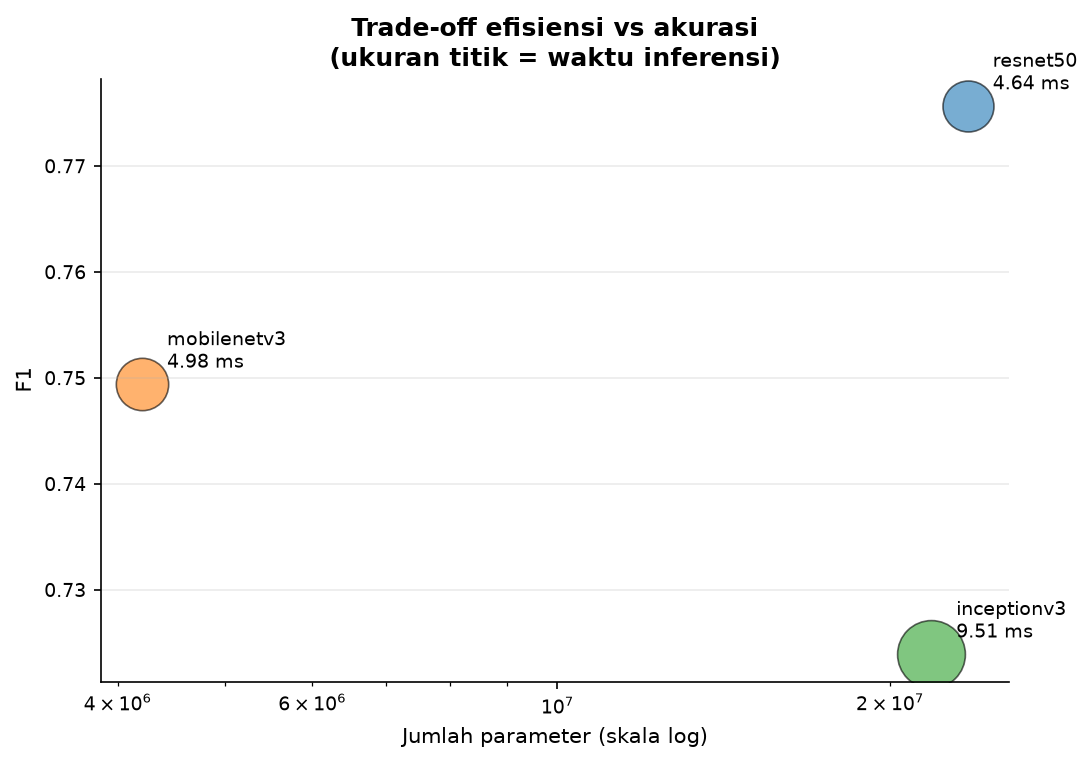 Trade-off efisiensi vs akurasi
(ukuran titik = waktu inferensi)
resnet50
4.64 ms
0.77
0.76
mobilenetv3
4.98 ms
0.75
F1
0.74
0.73
inceptionv3
9.51 ms
4 × 10⁶
6 × 10⁶
10⁷
2 × 10⁷
Jumlah parameter (skala log)